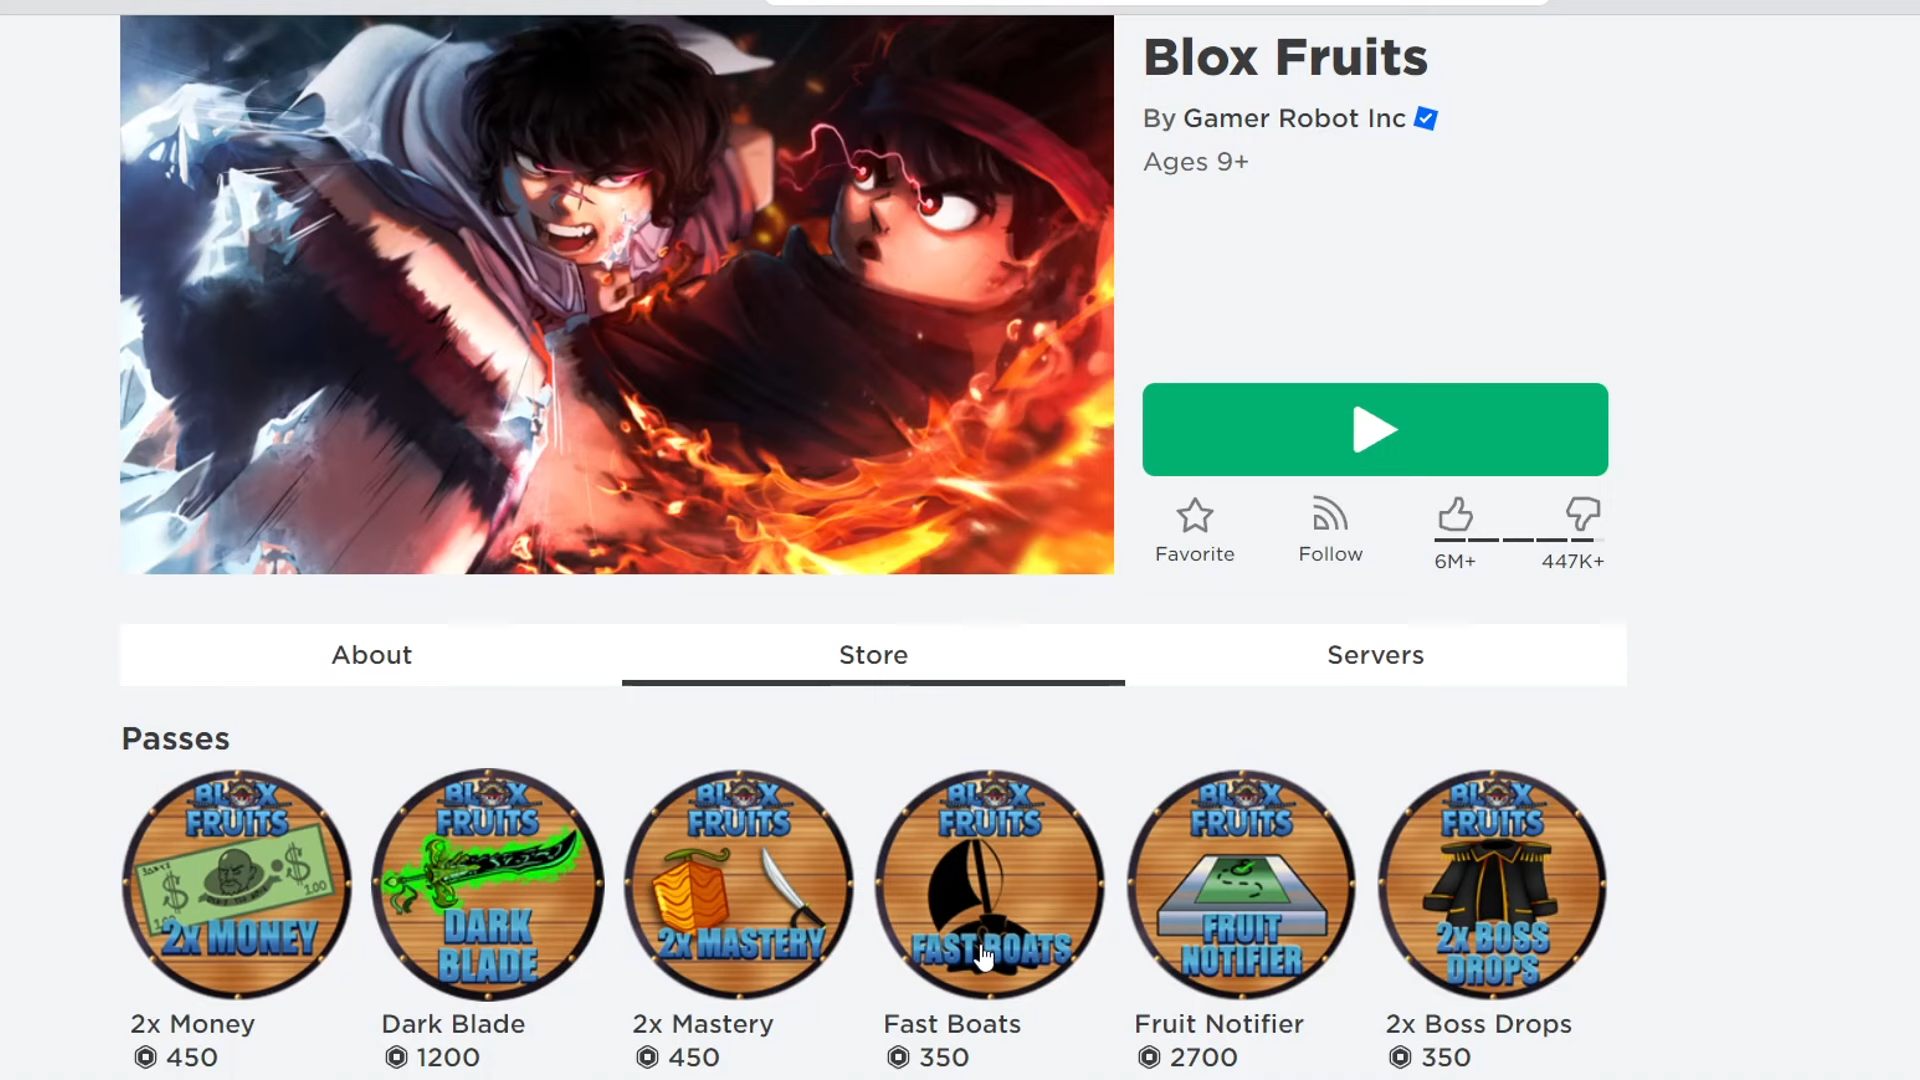 Blox Fruits
By Gamer Robot Inc
Ages 9+
Favorite
Follow
6M+
447K+
About
Store
Servers
Passes
BLOX
FRUITS
2X MONEY
BLOX
FRUITS
DARK
BLADE
BLOX
FRUITS
2X MASTERY
BLOX
FRUITS
FAST BOATS
BLOX
FRUITS
FRUIT
NOTIFIER
BLOX
FRUITS
2X BOSS
DROPS
2x Money
450
Dark Blade
1200
2x Mastery
450
Fast Boats
350
Fruit Notifier
2700
2x Boss Drops
350